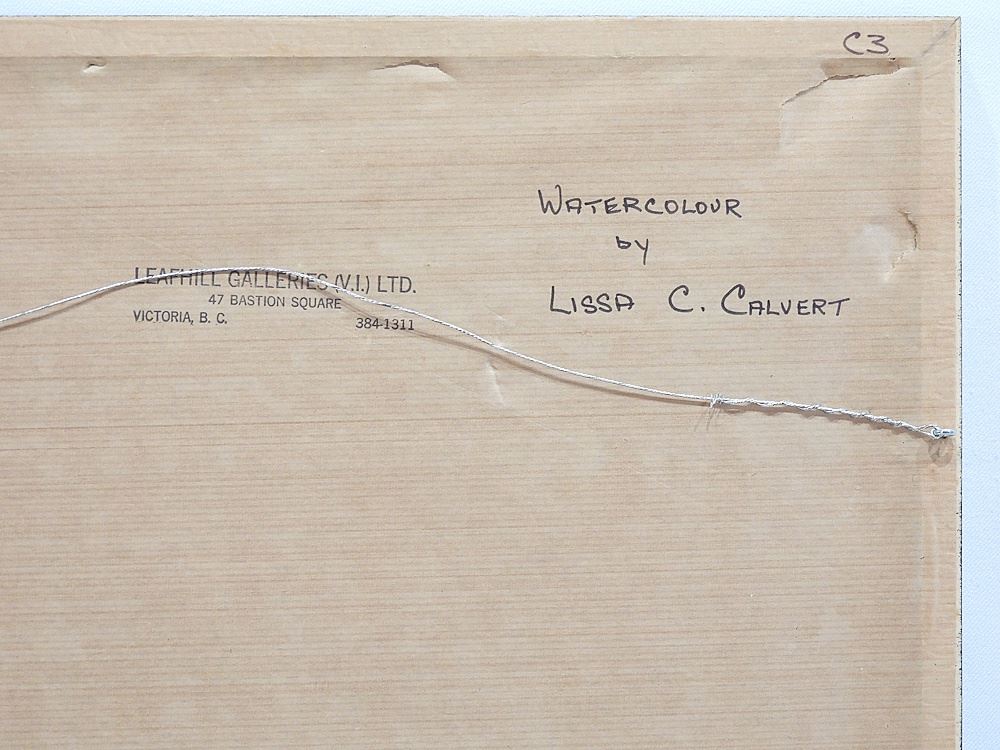 C3
WATERCOLOUR
by
LISSA C. CALVERT
LEAFHILL GALLERIES (V.I.) LTD.
47 BASTION SQUARE
VICTORIA, B. C.
384-1311